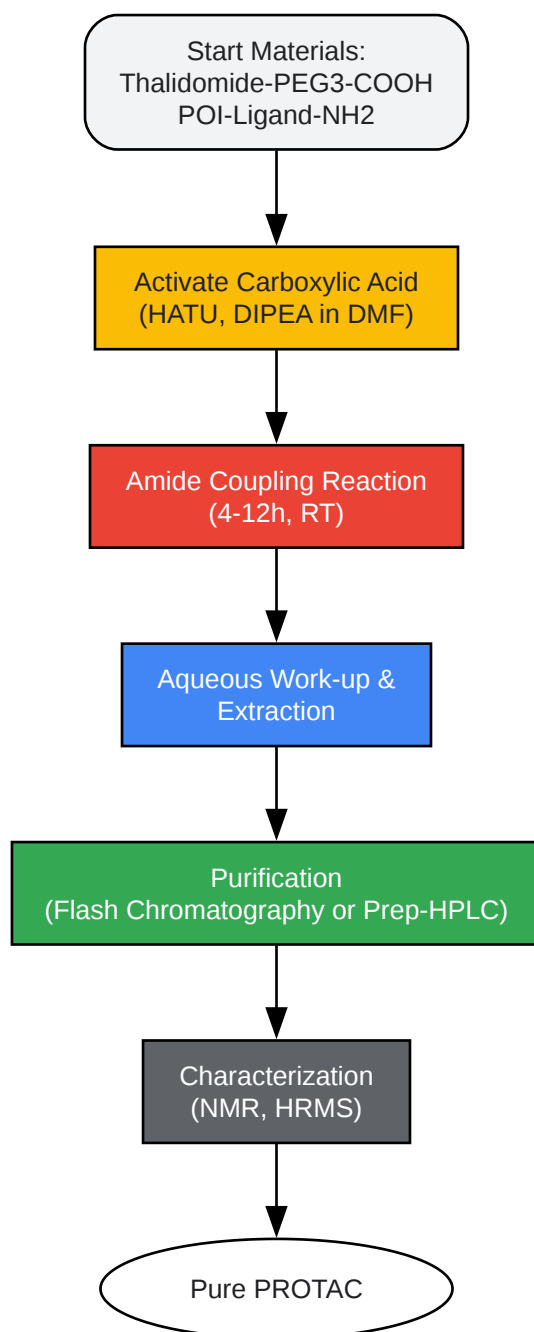 Start Materials:
Thalidomide-PEG3-COOH
POI-Ligand-NH2
Activate Carboxylic Acid
(HATU, DIPEA in DMF)
Amide Coupling Reaction
(4-12h, RT)
Aqueous Work-up &
Extraction
Purification
(Flash Chromatography or Prep-HPLC)
Characterization
(NMR, HRMS)
Pure PROTAC